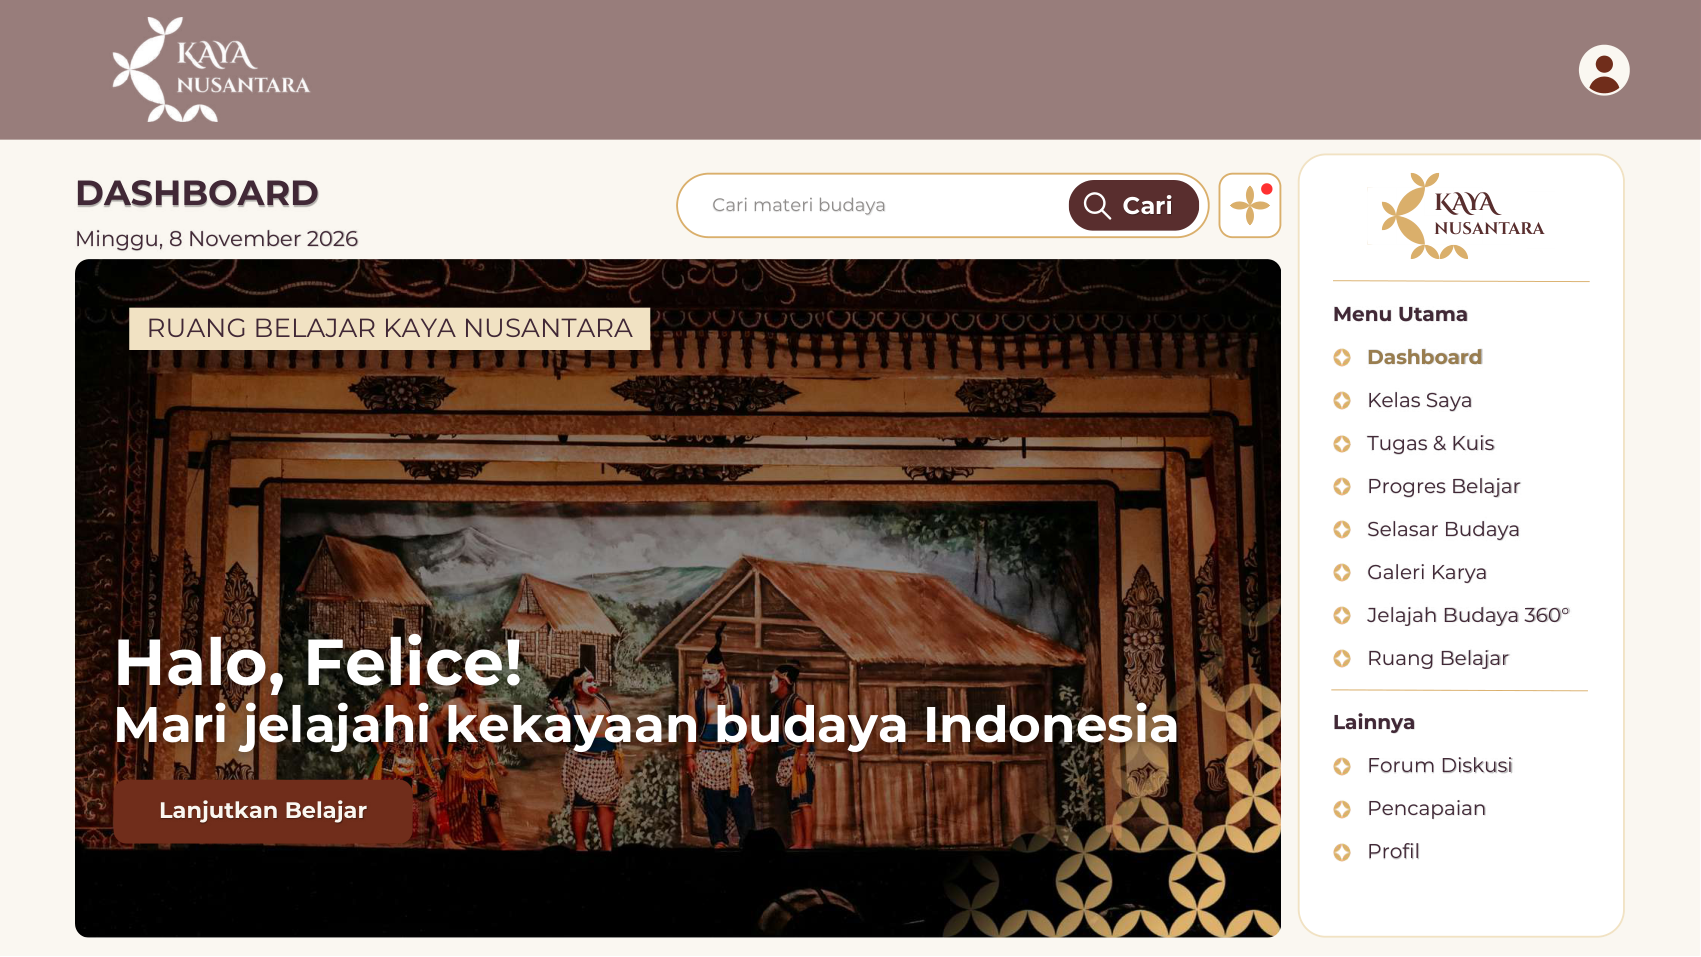 KAYA
NUSANTARA
DASHBOARD
Minggu, 8 November 2026
Cari materi budaya
Cari
RUANG BELAJAR KAYA NUSANTARA
Halo, Felice!
Mari jelajahi kekayaan budaya Indonesia
Lanjutkan Belajar
KAYA
NUSANTARA
Menu Utama
Dashboard
Kelas Saya
Tugas & Kuis
Progres Belajar
Selasar Budaya
Galeri Karya
Jelajah Budaya 360°
Ruang Belajar
Lainnya
Forum Diskusi
Pencapaian
Profil